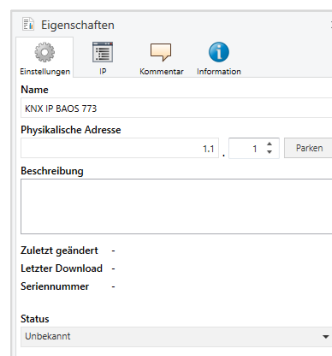 Eigenschaften
Einstellungen IP Kommentar Information
Name
KNX IP BAOS 773
Physikalische Adresse
1.1 . 1 Parken
Beschreibung
Zuletzt geändert -
Letzter Download -
Seriennummer -
Status
Unbekannt